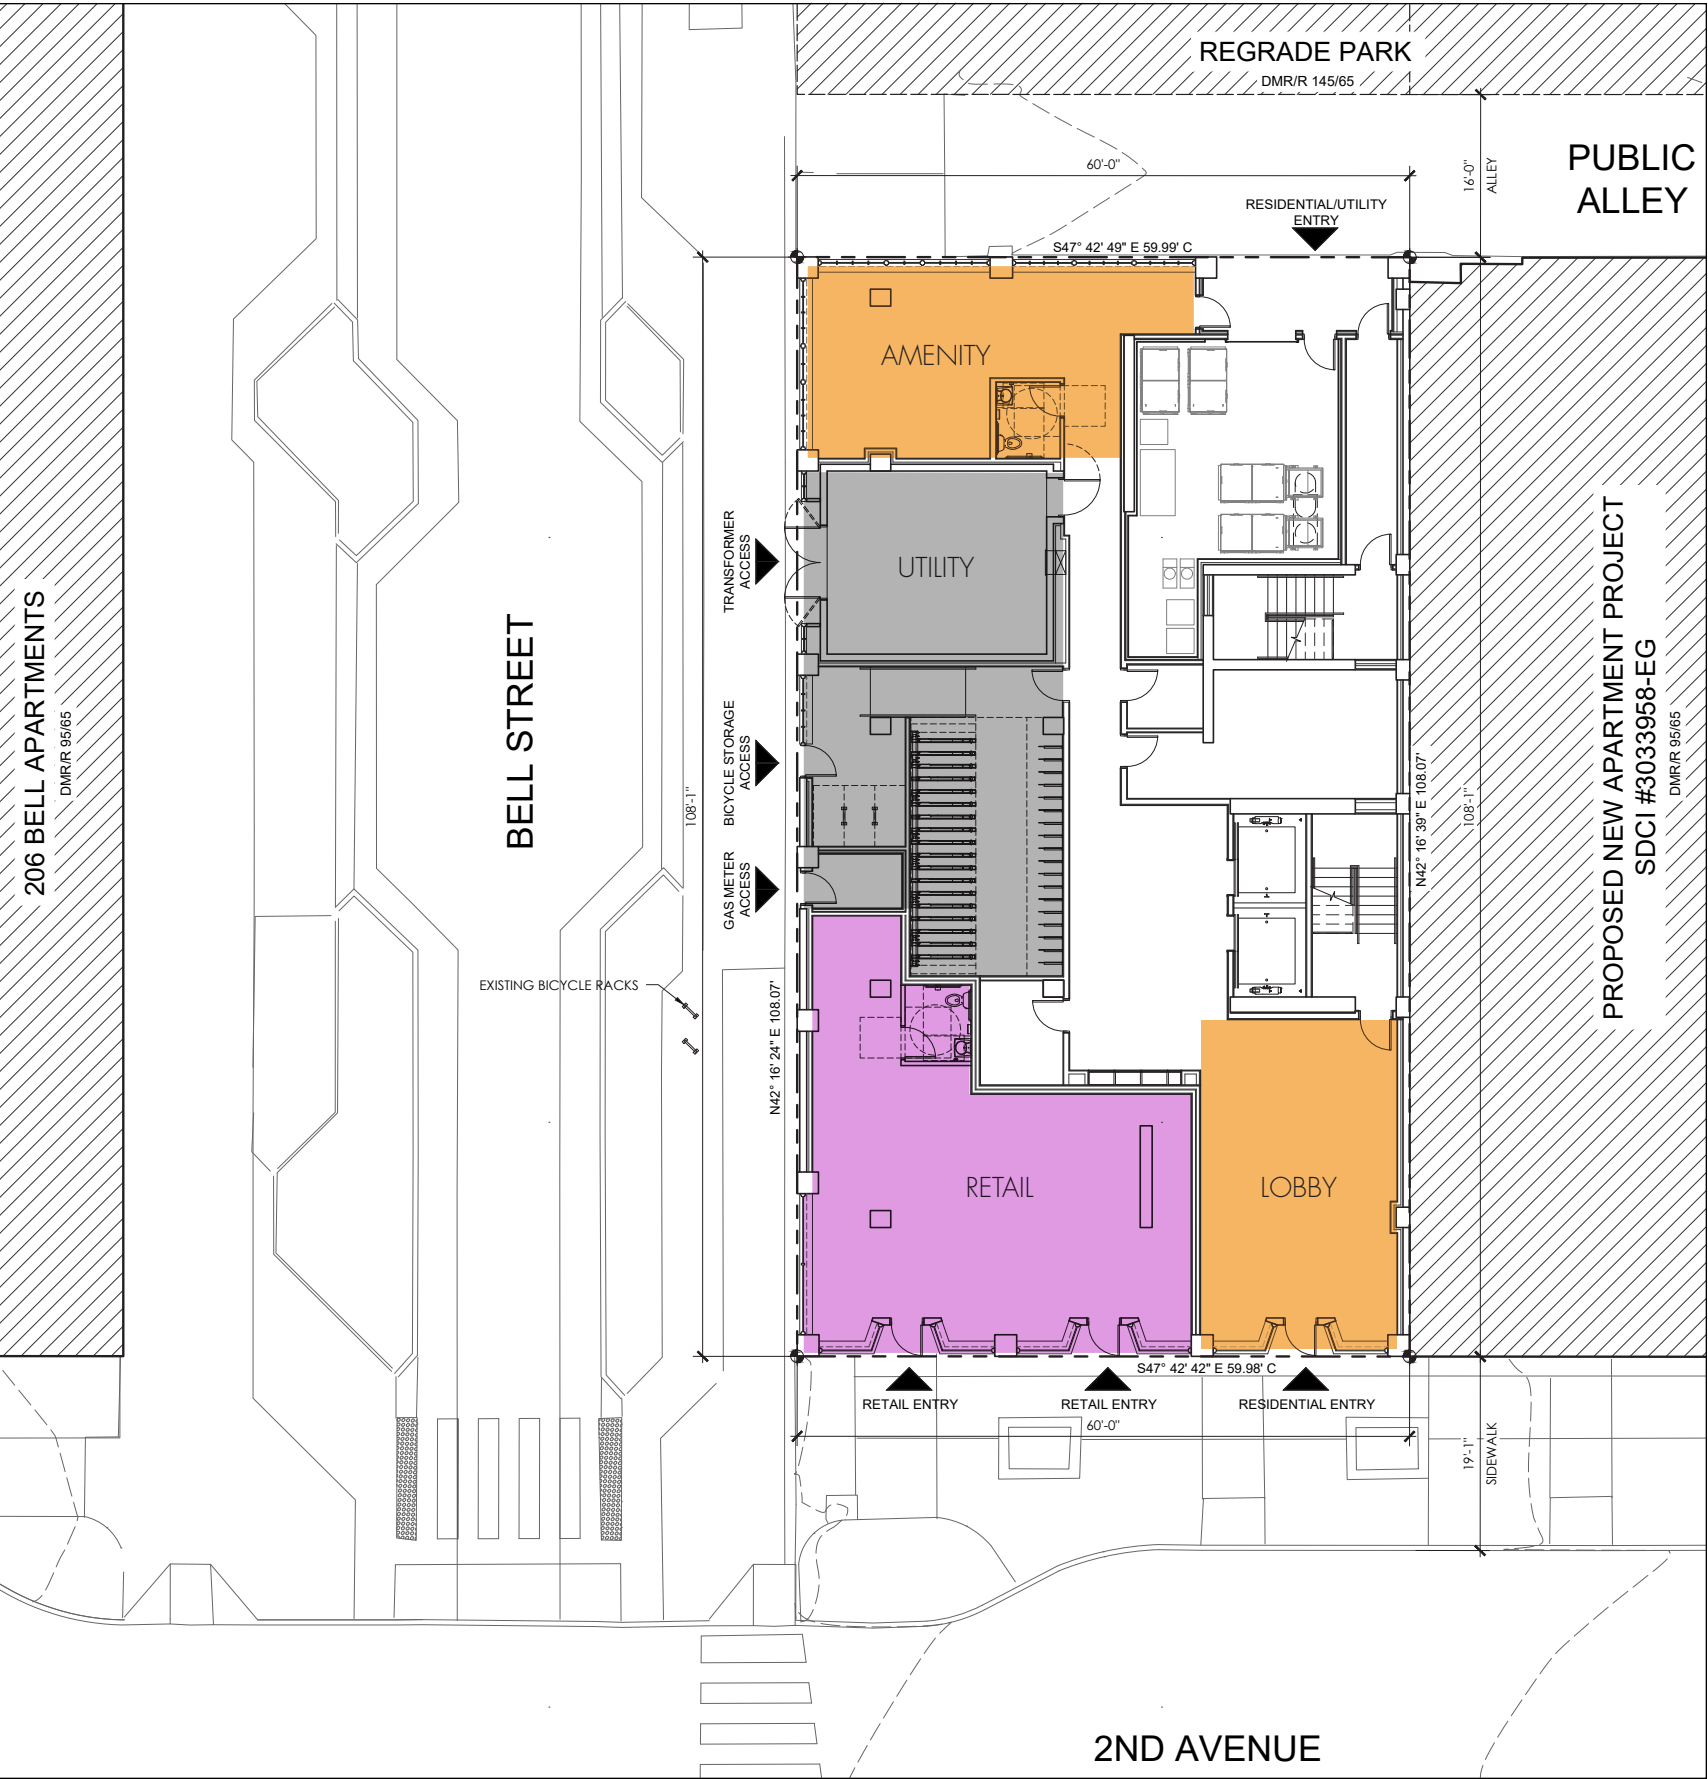 REGRADE PARK
DMR/R 145/65
PUBLIC
ALLEY
16'-0"
ALLEY
60'-0"
RESIDENTIAL/UTILITY
ENTRY
S47° 42' 49" E 59.99' C
AMENITY
UTILITY
TRANSFORMER
ACCESS
BICYCLE STORAGE
ACCESS
GAS METER
ACCESS
206 BELL APARTMENTS
DMR/R 95/65
BELL STREET
108'-1"
EXISTING BICYCLE RACKS
N42° 16' 24" E 108.07'
N42° 16' 39" E 108.07'
108'-1"
PROPOSED NEW APARTMENT PROJECT
SDCI #3033958-EG
DMR/R 95/65
RETAIL
LOBBY
S47° 42' 42" E 59.98' C
RETAIL ENTRY
RETAIL ENTRY
RESIDENTIAL ENTRY
60'-0"
19'-1"
SIDEWALK
2ND AVENUE